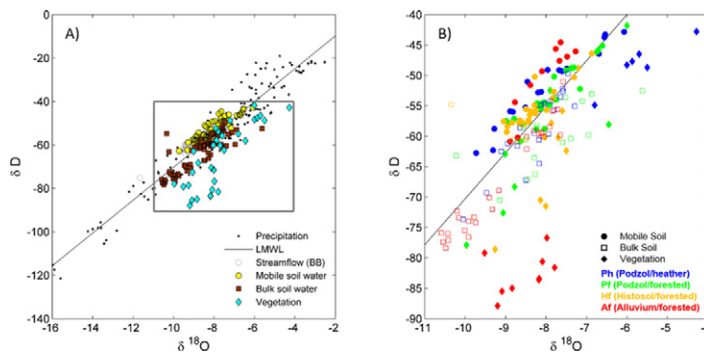 A)
0
-20
-40
-60
-80
-100
-120
-140
-16
-14
-12
-10
-8
-6
-4
-2
δ D
δ 18O
Precipitation
LMWL
Streamflow (BB)
Mobile soil water
Bulk soil water
Vegetation
B)
-40
-45
-50
-55
-60
-65
-70
-75
-80
-85
-90
-11
-10
-9
-8
-7
-6
-5
δ D
δ 18O
Mobile Soil
Bulk Soil
Vegetation
Ph (Podzol/heather)
Pf (Podzol/forested)
Hf (Histosol/forested)
Af (Alluvium/forested)